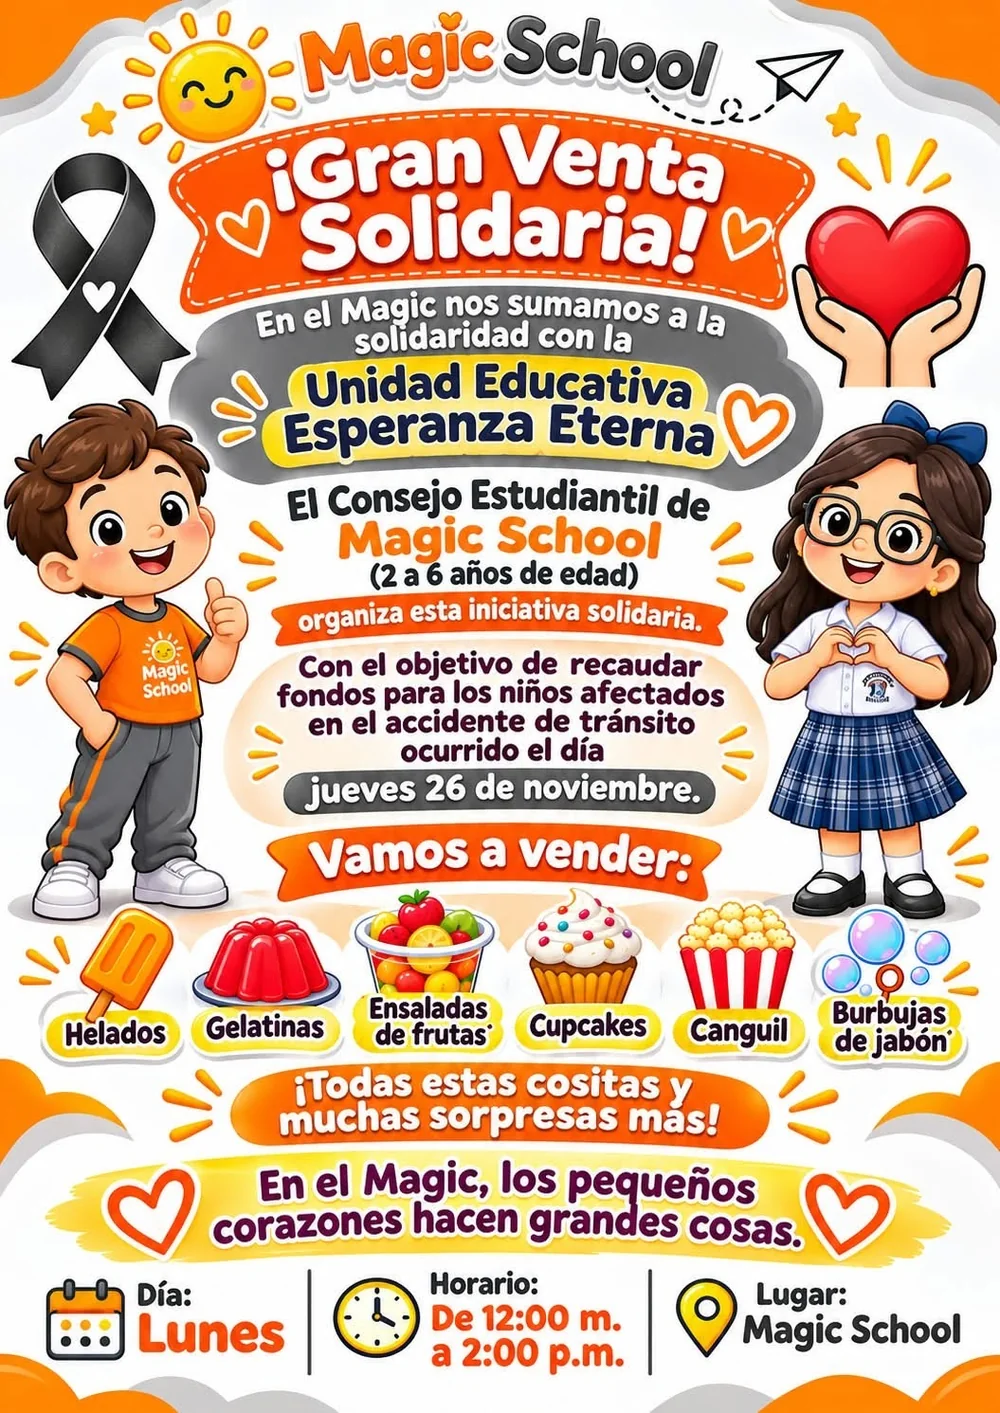 Magic School
¡Gran Venta
Solidaria!
En el Magic nos sumamos a la
solidaridad con la
Unidad Educativa
Esperanza Eterna
El Consejo Estudiantil de
Magic School
(2 a 6 años de edad)
organiza esta iniciativa solidaria.
Con el objetivo de recaudar
fondos para los niños afectados
en el accidente de tránsito
ocurrido el día
jueves 26 de noviembre.
Magic
School
Vamos a vender:
Helados
Gelatinas
Ensaladas
de frutas
Cupcakes
Canguil
Burbujas
de jabón
¡Todas estas cositas y
muchas sorpresas más!
En el Magic, los pequeños
corazones hacen grandes cosas.
Día:
Lunes
Horario:
De 12:00 m.
a 2:00 p.m.
Lugar:
Magic School